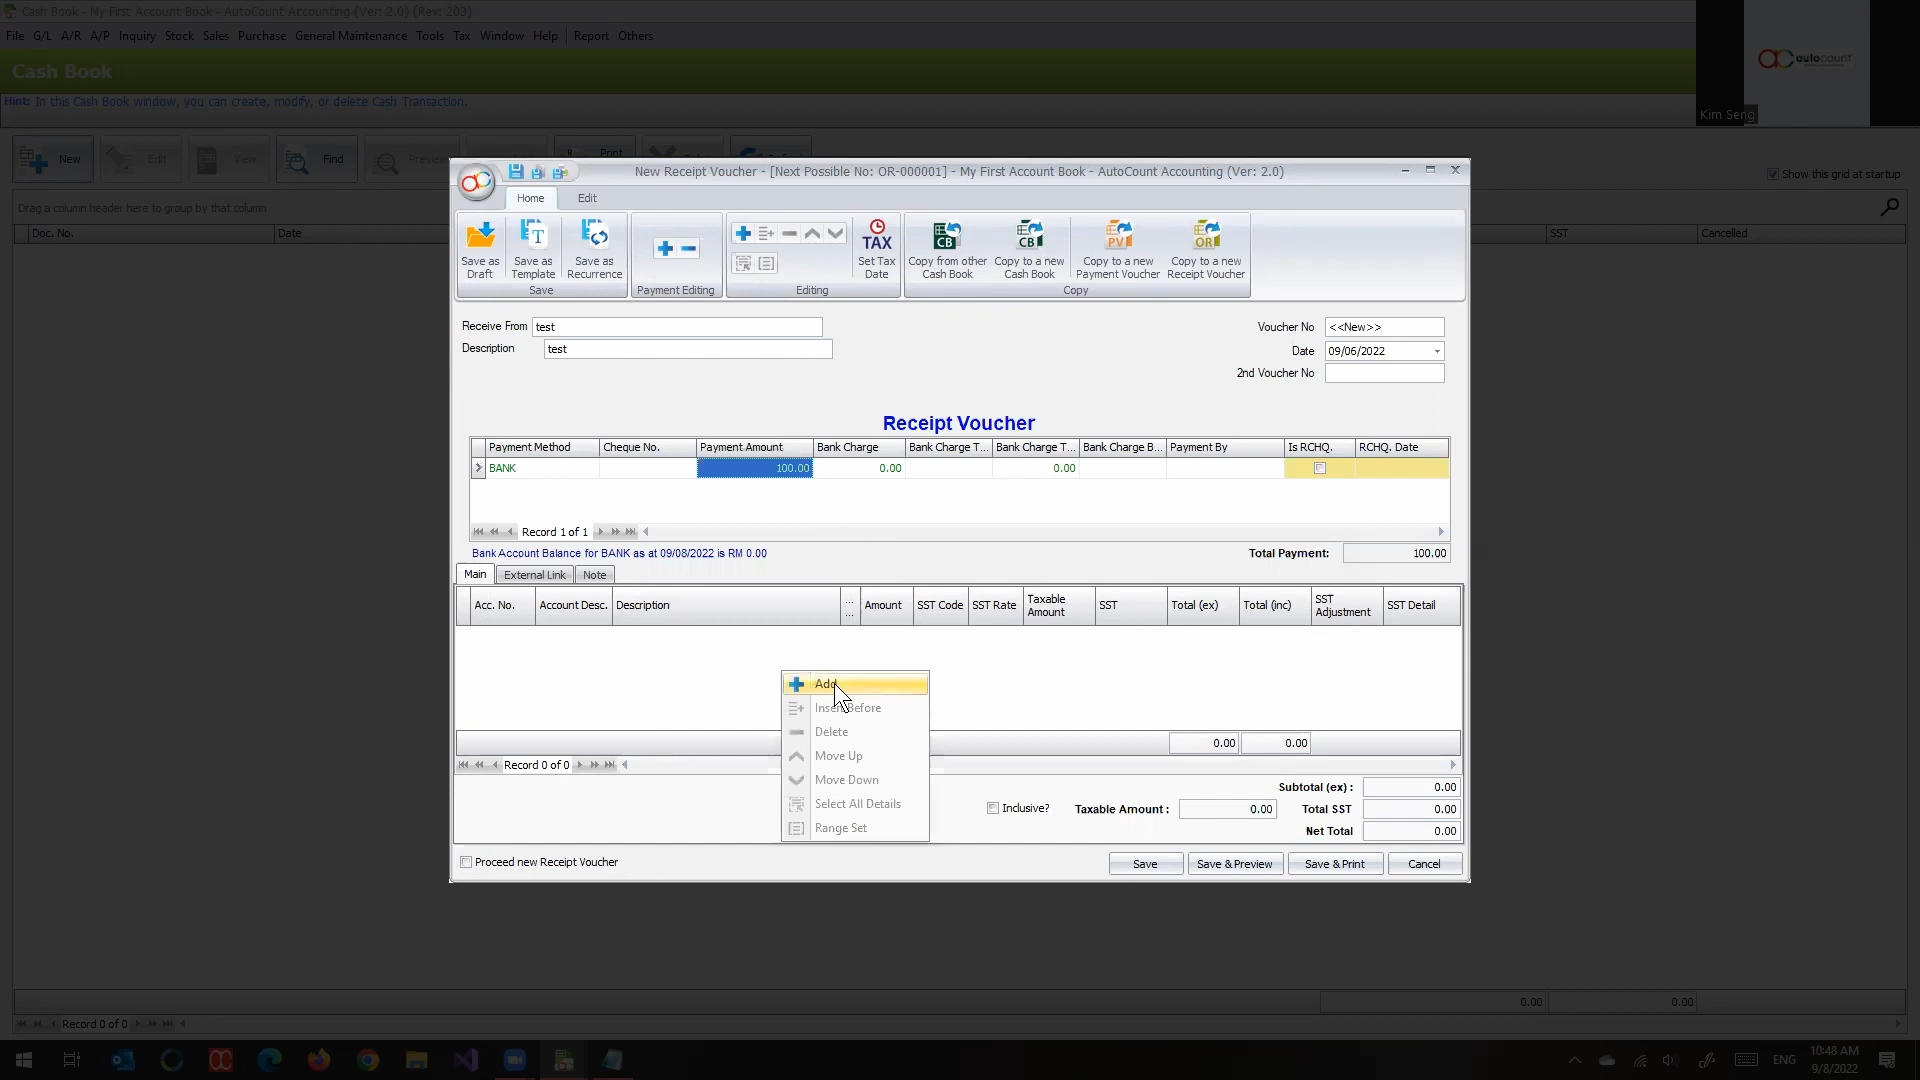 Cash Book - My First Account Book - AutoCount Accounting (Ver: 2.0) (Rev: 203)
File G/L A/R A/P Inquiry Stock Sales Purchase General Maintenance Tools Tax Window Help Report Others
Cash Book
autocount
Hint: In this Cash Book window, you can create, modify, or delete Cash Transaction.
Kim Seng
New Edit View Find Preview Print
Show this grid at startup
Drag a column header here to group by that column
Doc. No. Date SST Cancelled
New Receipt Voucher - [Next Possible No: OR-000001] - My First Account Book - AutoCount Accounting (Ver: 2.0)
Home Edit
Save as Draft
Save as Template
Save as Recurrence
Save
Payment Editing
TAX
Set Tax Date
Editing
CB
Copy from other Cash Book
CB
Copy to a new Cash Book
PV
Copy to a new Payment Voucher
OR
Copy to a new Receipt Voucher
Copy
Receive From test
Description test
Voucher No <<New>>
Date 09/06/2022
2nd Voucher No
Receipt Voucher
Payment Method Cheque No. Payment Amount Bank Charge Bank Charge T... Bank Charge T... Bank Charge B... Payment By Is RCHQ. RCHQ. Date
BANK 100.00 0.00 0.00
Record 1 of 1
Bank Account Balance for BANK as at 09/08/2022 is RM 0.00
Total Payment: 100.00
Main External Link Note
Acc. No. Account Desc. Description ... ... Amount SST Code SST Rate Taxable Amount SST Total (ex) Total (inc) SST Adjustment SST Detail
Add
Insert Before
Delete
Move Up
Move Down
Select All Details
Range Set
0.00 0.00
Record 0 of 0
Subtotal (ex) : 0.00
Inclusive? Taxable Amount : 0.00 Total SST 0.00
Net Total 0.00
Proceed new Receipt Voucher
Save Save & Preview Save & Print Cancel
0.00 0.00
Record 0 of 0
ENG
10:48 AM
9/8/2022